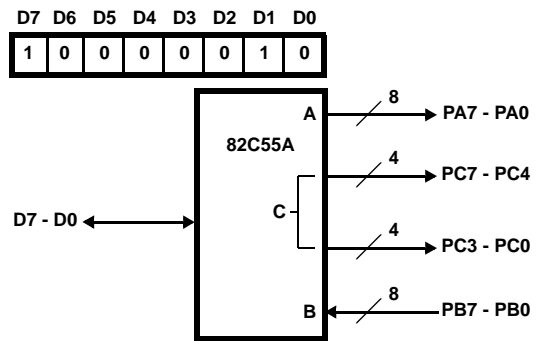 D7 D6 D5 D4 D3 D2 D1 D0
1 0 0 0 0 0 1 0
A 8 PA7 - PA0
82C55A
4 PC7 - PC4
C
D7 - D0
4 PC3 - PC0
B 8 PB7 - PB0